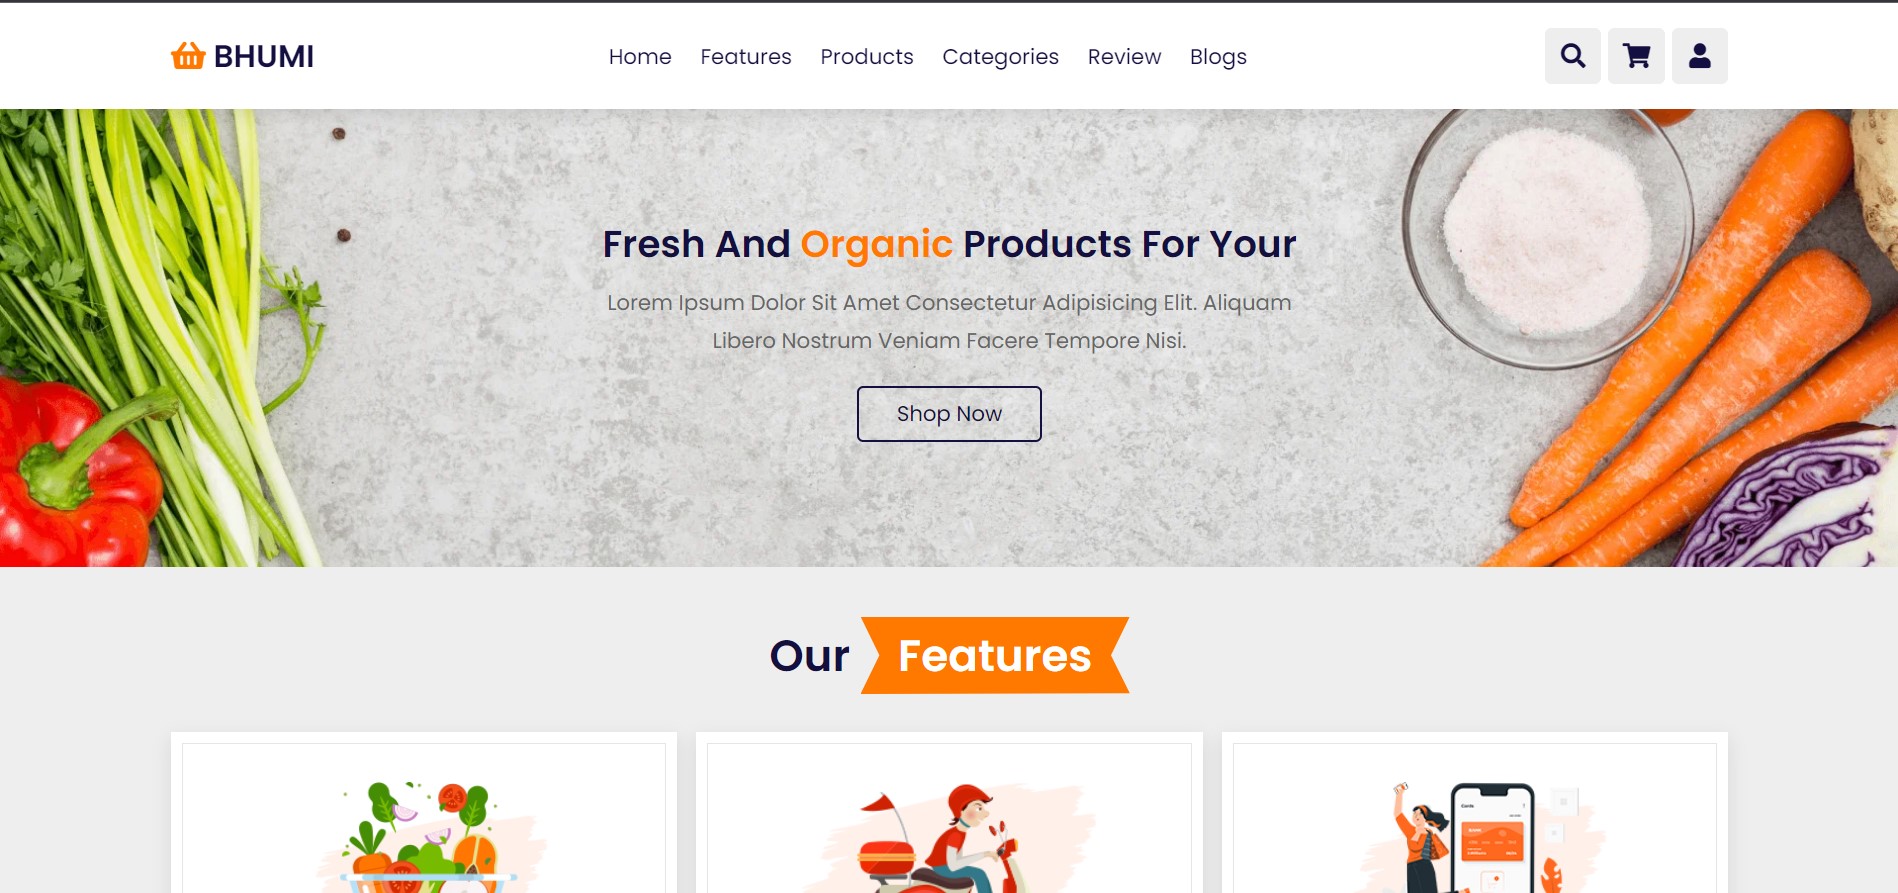 BHUMI
Home Features Products Categories Review Blogs
Fresh And Organic Products For Your
Lorem Ipsum Dolor Sit Amet Consectetur Adipisicing Elit. Aliquam
Libero Nostrum Veniam Facere Tempore Nisi.
Shop Now
Our Features